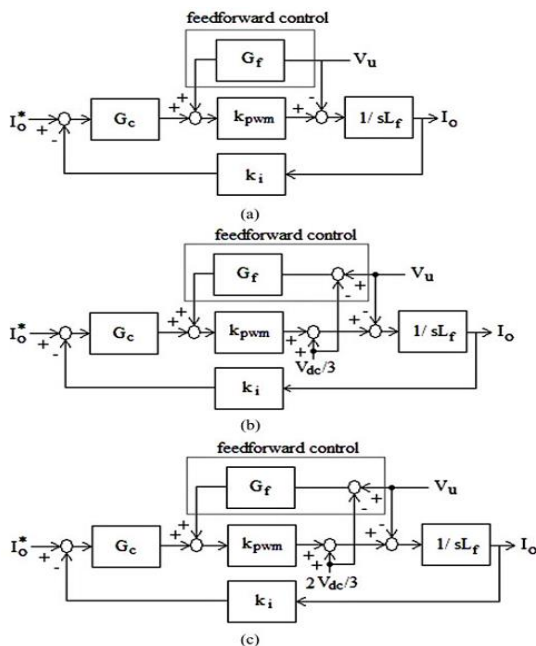 feedforward control
G_f
V_u
I_o^* + - G_c + + k_pwm - + 1/ sL_f I_o
k_i
(a)
feedforward control
G_f + - V_u
I_o^* + - G_c + + k_pwm + + - + 1/ sL_f I_o
V_dc/3
k_i
(b)
feedforward control
G_f + - V_u
I_o^* + - G_c + + k_pwm + + - + 1/ sL_f I_o
2 V_dc/3
k_i
(c)